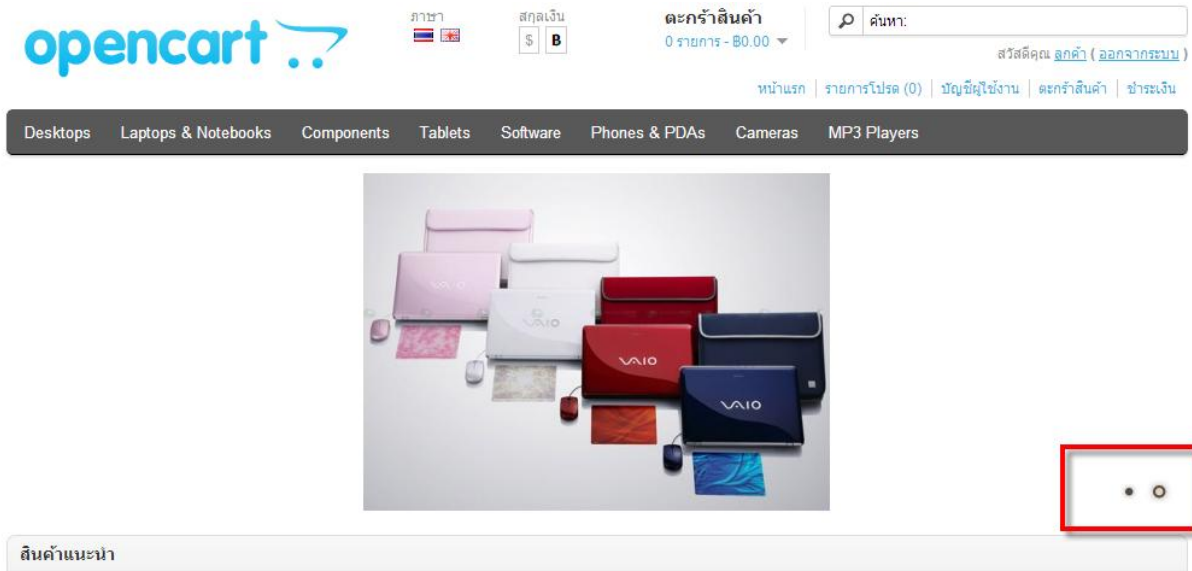 opencart
ภาษา
สกุลเงิน
$ B
ตะกร้าสินค้า
0 รายการ - ฿0.00
ค้นหา:
สวัสดีคุณ ลูกค้า ( ออกจากระบบ )
หน้าแรก | รายการโปรด (0) | บัญชีผู้ใช้งาน | ตะกร้าสินค้า | ชำระเงิน
Desktops Laptops & Notebooks Components Tablets Software Phones & PDAs Cameras MP3 Players
VAIO
VAIO
VAIO
VAIO
สินค้าแนะนำ